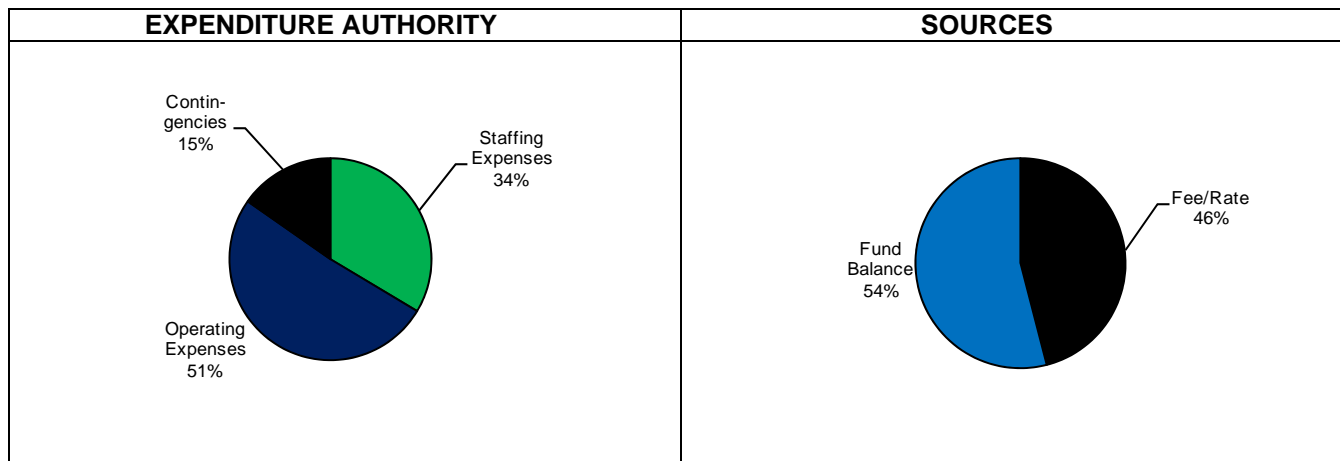 EXPENDITURE AUTHORITY
SOURCES
Contin-
gencies
15%
Staffing
Expenses
34%
Operating
Expenses
51%
Fee/Rate
46%
Fund
Balance
54%